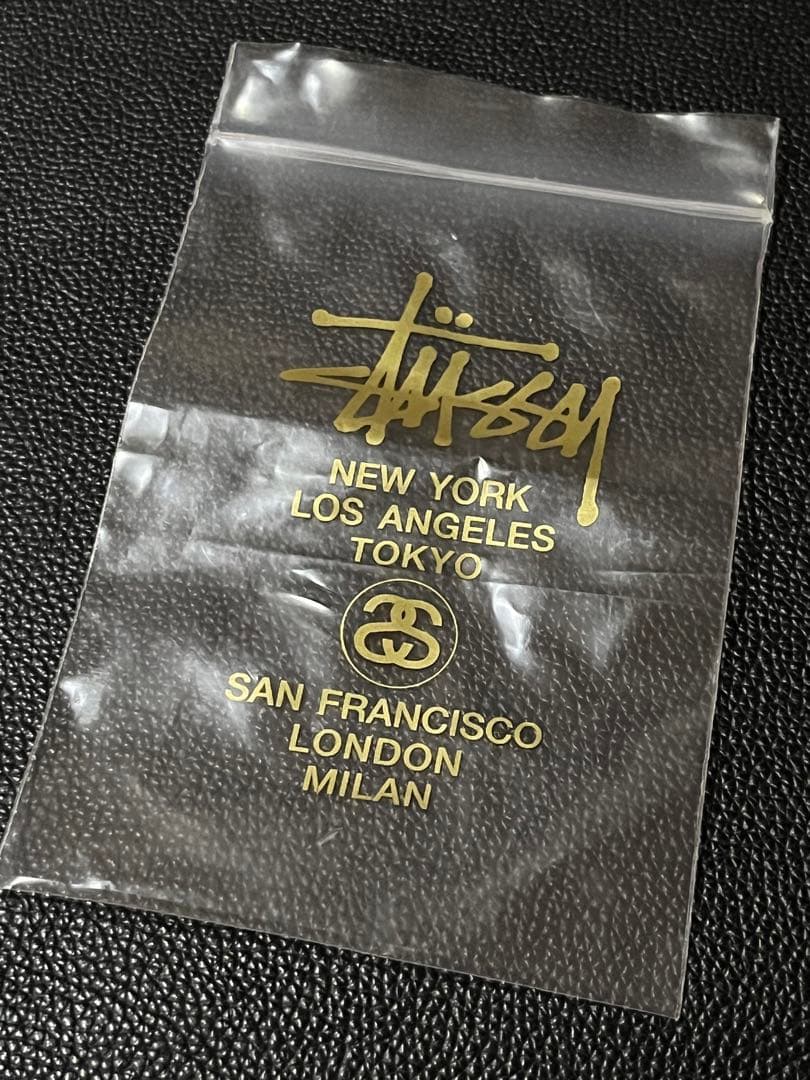 Stüssy
NEW YORK
LOS ANGELES
TOKYO
SS
SAN FRANCISCO
LONDON
MILAN